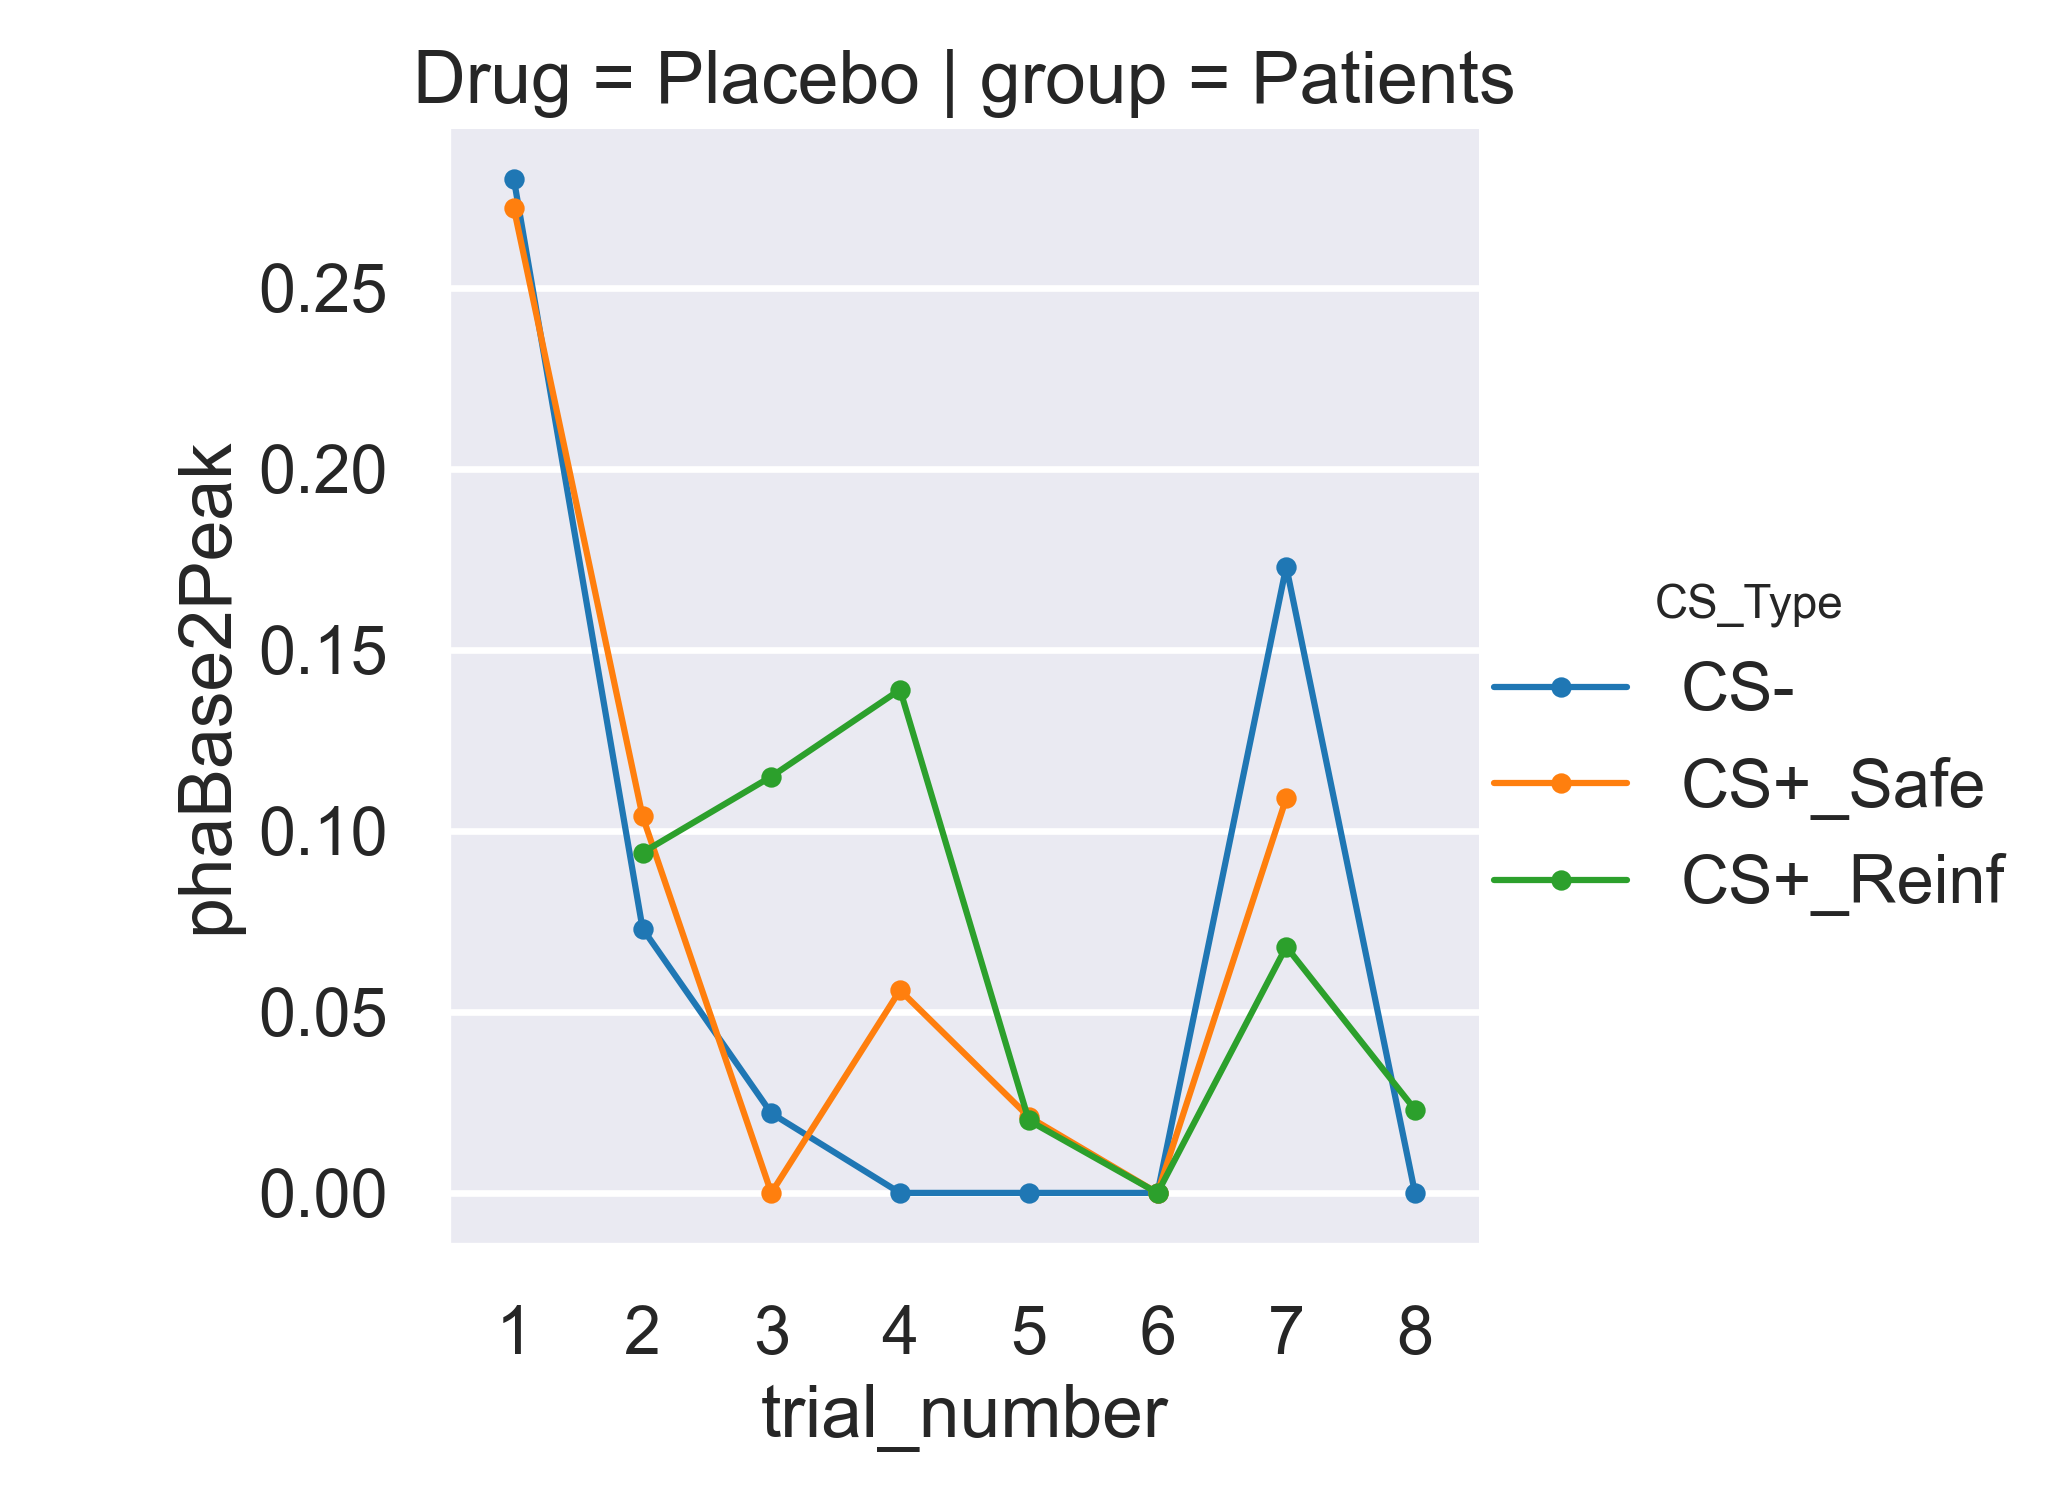 Drug = Placebo | group = Patients
phaBase2Peak
0.25
0.20
0.15
0.10
0.05
0.00
1 2 3 4 5 6 7 8
trial_number
CS_Type
CS-
CS+_Safe
CS+_Reinf